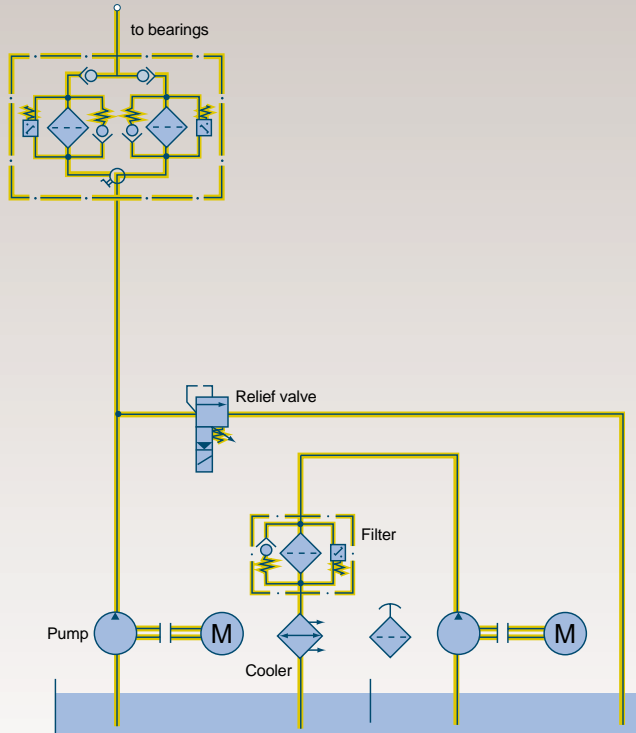 to bearings
Relief valve
Filter
Pump
M
Cooler
M